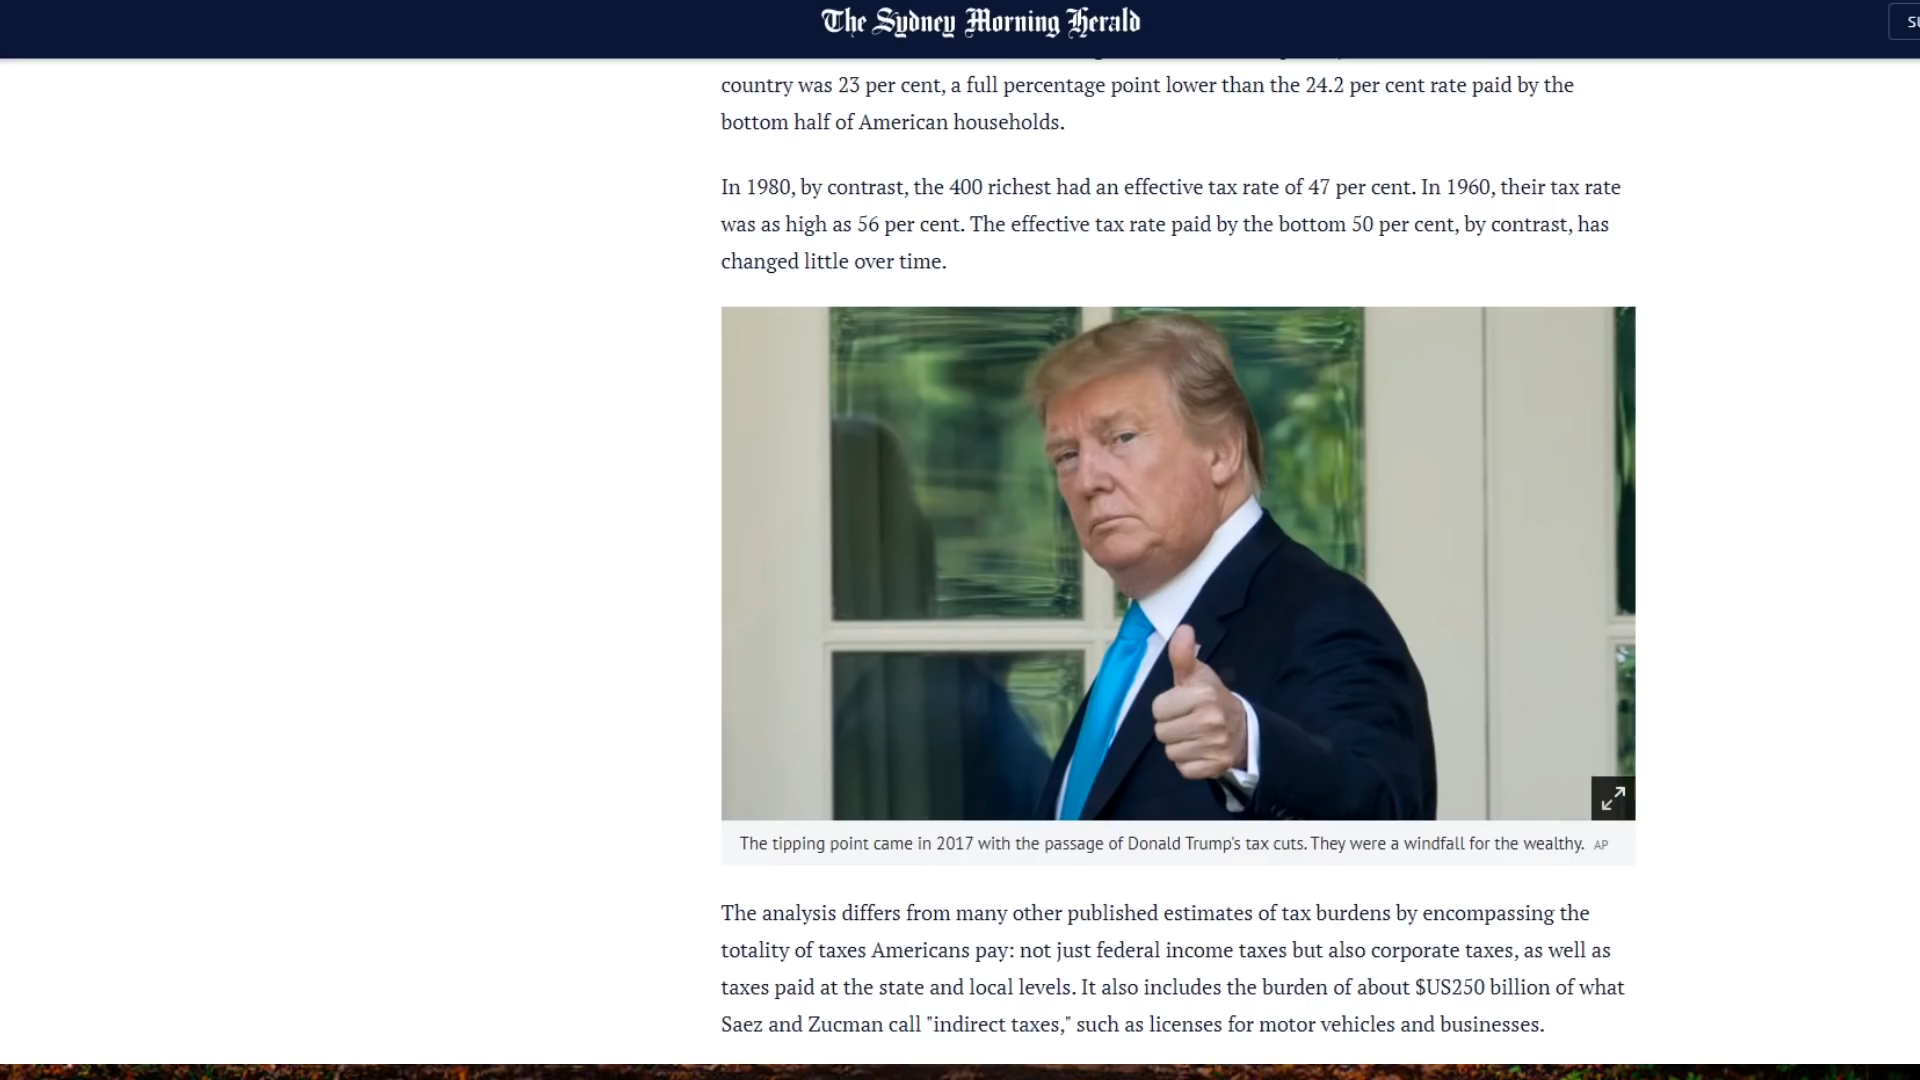 The Sydney Morning Herald
country was 23 per cent, a full percentage point lower than the 24.2 per cent rate paid by the
bottom half of American households.
In 1980, by contrast, the 400 richest had an effective tax rate of 47 per cent. In 1960, their tax rate
was as high as 56 per cent. The effective tax rate paid by the bottom 50 per cent, by contrast, has
changed little over time.
The tipping point came in 2017 with the passage of Donald Trump's tax cuts. They were a windfall for the wealthy. AP
The analysis differs from many other published estimates of tax burdens by encompassing the
totality of taxes Americans pay: not just federal income taxes but also corporate taxes, as well as
taxes paid at the state and local levels. It also includes the burden of about $US250 billion of what
Saez and Zucman call "indirect taxes," such as licenses for motor vehicles and businesses.